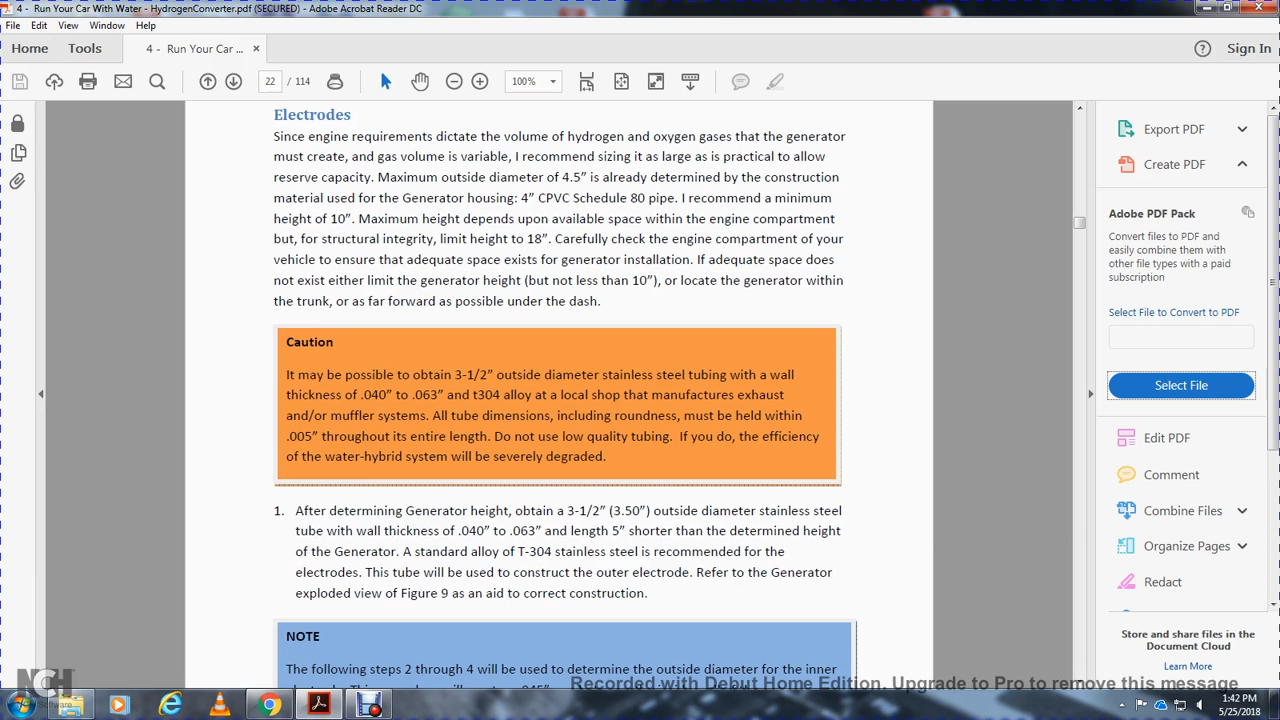 4 - Run Your Car With Water - HydrogenConverter.pdf (SECURED) - Adobe Acrobat Reader DC
File Edit View Window Help
Home Tools 4 - Run Your Car ... × Sign In
22 / 114 100%
Electrodes
Since engine requirements dictate the volume of hydrogen and oxygen gases that the generator
must create, and gas volume is variable, I recommend sizing it as large as is practical to allow
reserve capacity. Maximum outside diameter of 4.5” is already determined by the construction
material used for the Generator housing: 4” CPVC Schedule 80 pipe. I recommend a minimum
height of 10”. Maximum height depends upon available space within the engine compartment
but, for structural integrity, limit height to 18”. Carefully check the engine compartment of your
vehicle to ensure that adequate space exists for generator installation. If adequate space does
not exist either limit the generator height (but not less than 10”), or locate the generator within
the trunk, or as far forward as possible under the dash.
Caution
It may be possible to obtain 3-1/2” outside diameter stainless steel tubing with a wall
thickness of .040” to .063” and t304 alloy at a local shop that manufactures exhaust
and/or muffler systems. All tube dimensions, including roundness, must be held within
.005” throughout its entire length. Do not use low quality tubing. If you do, the efficiency
of the water-hybrid system will be severely degraded.
1. After determining Generator height, obtain a 3-1/2” (3.50”) outside diameter stainless steel
tube with wall thickness of .040” to .063” and length 5” shorter than the determined height
of the Generator. A standard alloy of T-304 stainless steel is recommended for the
electrodes. This tube will be used to construct the outer electrode. Refer to the Generator
exploded view of Figure 9 as an aid to correct construction.
NOTE
The following steps 2 through 4 will be used to determine the outside diameter for the inner
Export PDF
Create PDF
Adobe PDF Pack
Convert files to PDF and
easily combine them with
other file types with a paid
subscription
Select File to Convert to PDF
Select File
Edit PDF
Comment
Combine Files
Organize Pages
Redact
Store and share files in the
Document Cloud
Learn More
NCH
Software
Recorded with Debut Home Edition. Upgrade to Pro to remove this message
1:42 PM
5/25/2018